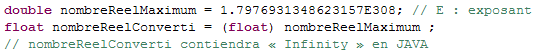 double nombreReelMaximum = 1.7976931348623157E308; // E : exposant
float nombreReelConverti = (float) nombreReelMaximum ;
// nombreReelConverti contiendra « Infinity » en JAVA